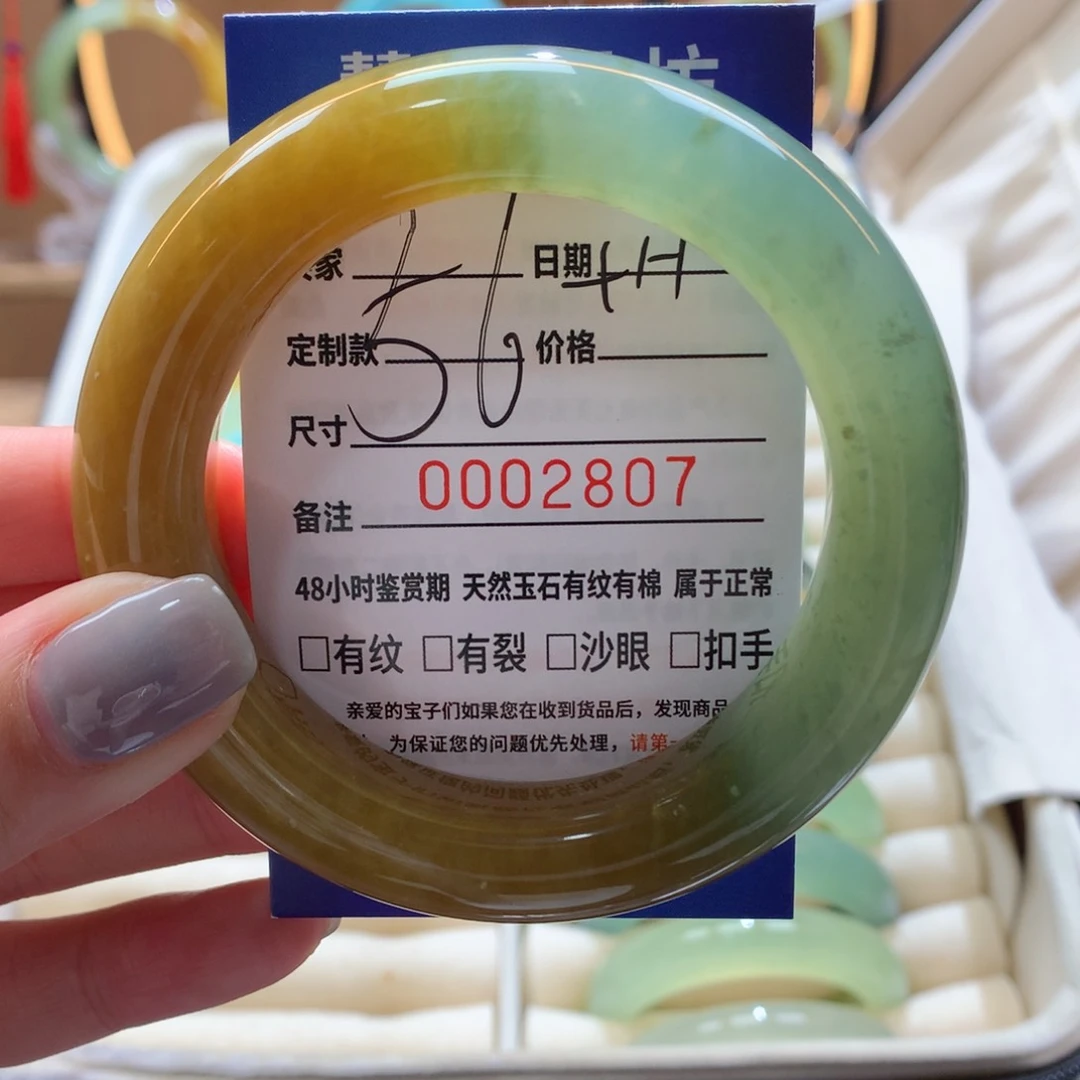 坊
家 日期
定制款 价格
56
尺寸
0002807
备注
48小时鉴赏期 天然玉石有纹有棉 属于正常
□有纹 □有裂 □沙眼 □扣手
亲爱的宝子们如果您在收到货品后，发现商品
为保证您的问题优先处理，请第一